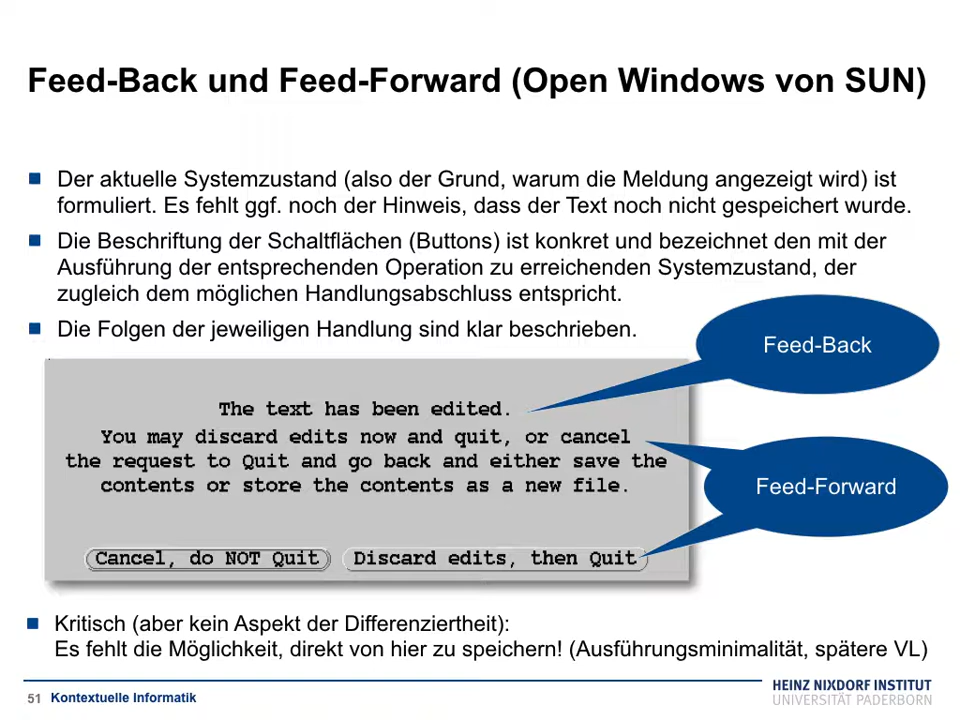 Feed-Back und Feed-Forward (Open Windows von SUN)
Der aktuelle Systemzustand (also der Grund, warum die Meldung angezeigt wird) ist
formuliert. Es fehlt ggf. noch der Hinweis, dass der Text noch nicht gespeichert wurde.
Die Beschriftung der Schaltflächen (Buttons) ist konkret und bezeichnet den mit der
Ausführung der entsprechenden Operation zu erreichenden Systemzustand, der
zugleich dem möglichen Handlungsabschluss entspricht.
Die Folgen der jeweiligen Handlung sind klar beschrieben.
Feed-Back
The text has been edited.
You may discard edits now and quit, or cancel
the request to Quit and go back and either save the
contents or store the contents as a new file.
Feed-Forward
Cancel, do NOT Quit
Discard edits, then Quit
Kritisch (aber kein Aspekt der Differenziertheit):
Es fehlt die Möglichkeit, direkt von hier zu speichern! (Ausführungsminimalität, spätere VL)
51 Kontextuelle Informatik
HEINZ NIXDORF INSTITUT
UNIVERSITÄT PADERBORN